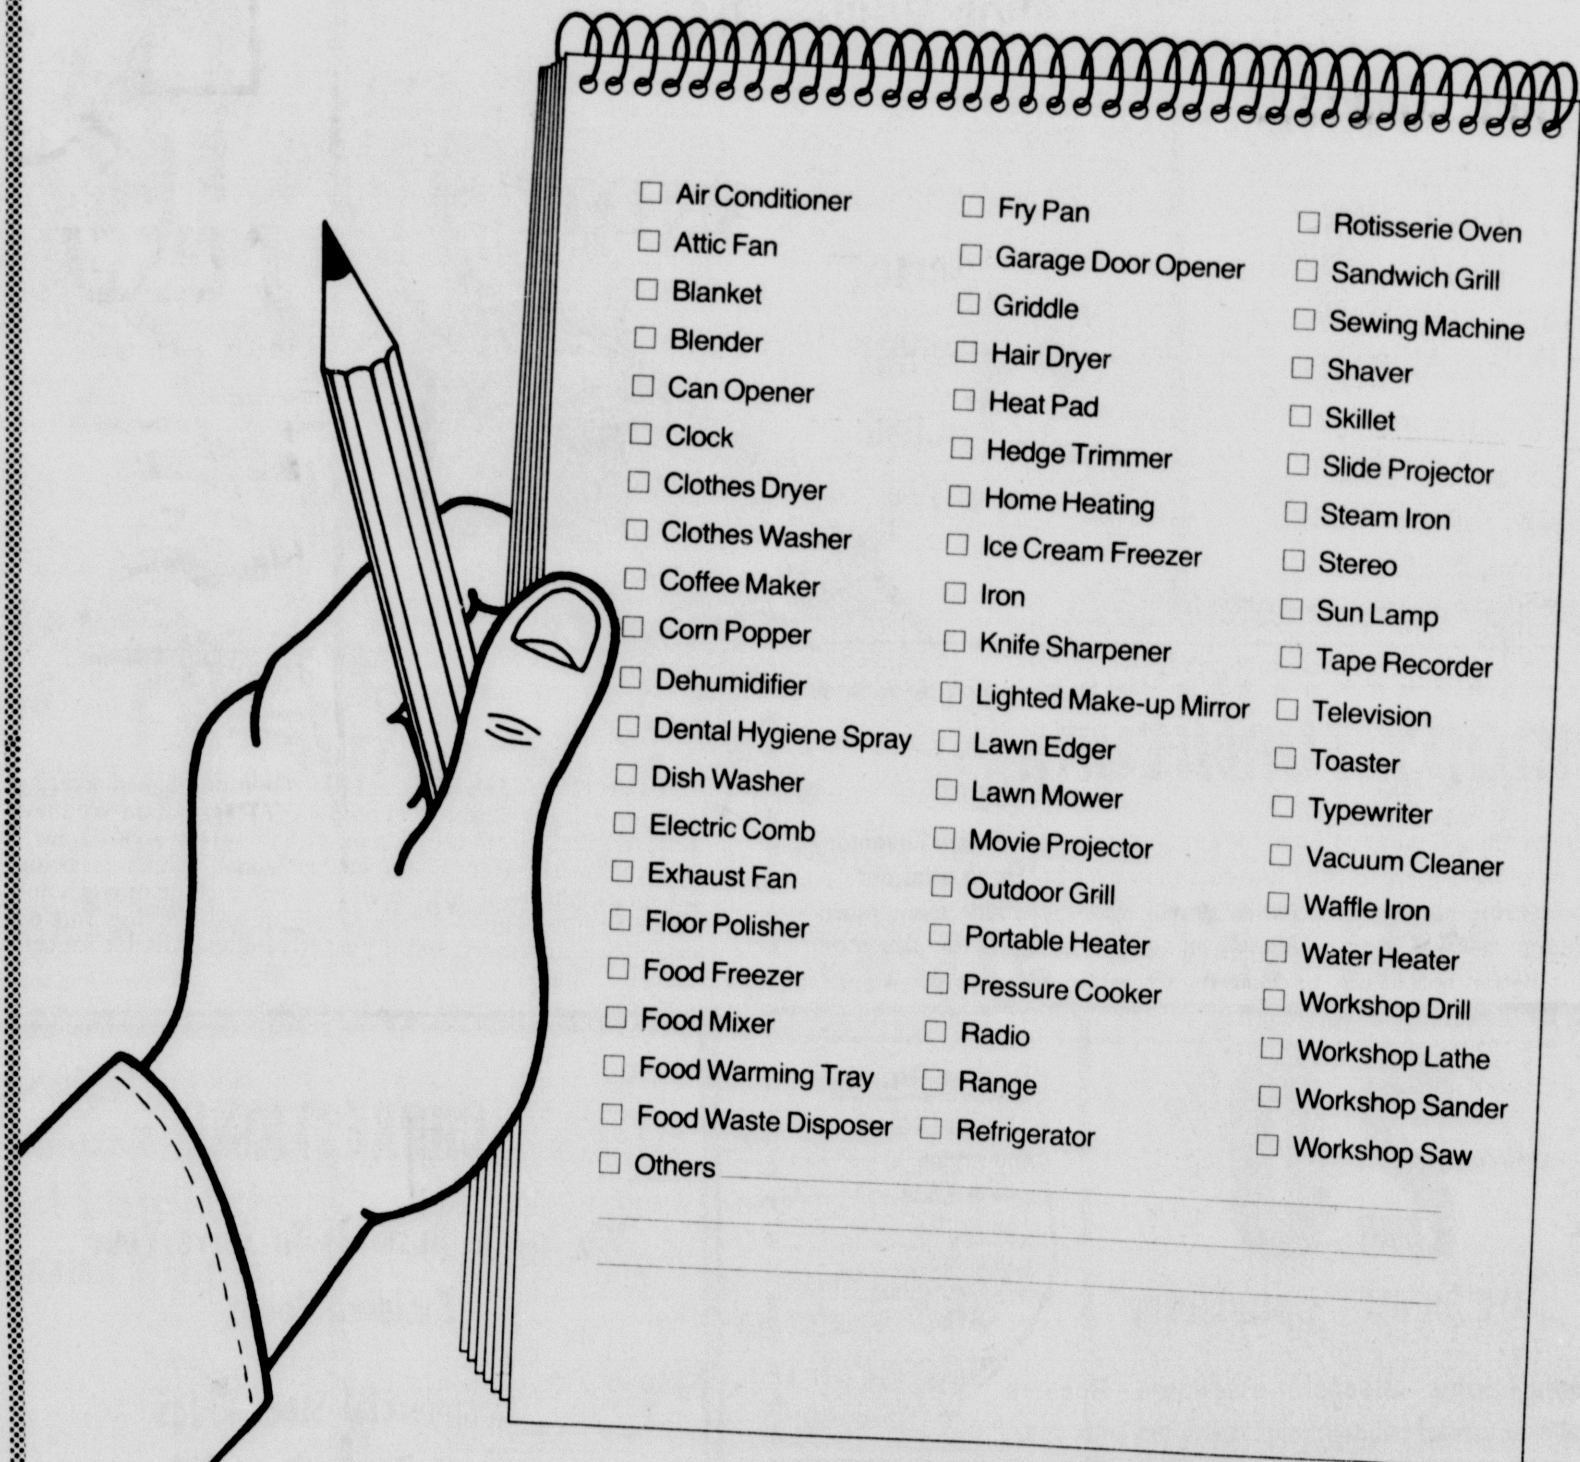 ☐ Air Conditioner
☐ Attic Fan
☐ Blanket
☐ Blender
☐ Can Opener
☐ Clock
☐ Clothes Dryer
☐ Clothes Washer
☐ Coffee Maker
☐ Corn Popper
☐ Dehumidifier
☐ Dental Hygiene Spray
☐ Dish Washer
☐ Electric Comb
☐ Exhaust Fan
☐ Floor Polisher
☐ Food Freezer
☐ Food Mixer
☐ Food Warming Tray
☐ Food Waste Disposer
☐ Others
☐ Fry Pan
☐ Garage Door Opener
☐ Griddle
☐ Hair Dryer
☐ Heat Pad
☐ Hedge Trimmer
☐ Home Heating
☐ Ice Cream Freezer
☐ Iron
☐ Knife Sharpener
☐ Lighted Make-up Mirror
☐ Lawn Edger
☐ Lawn Mower
☐ Movie Projector
☐ Outdoor Grill
☐ Portable Heater
☐ Pressure Cooker
☐ Radio
☐ Range
☐ Refrigerator
☐ Rotisserie Oven
☐ Sandwich Grill
☐ Sewing Machine
☐ Shaver
☐ Skillet
☐ Slide Projector
☐ Steam Iron
☐ Stereo
☐ Sun Lamp
☐ Tape Recorder
☐ Television
☐ Toaster
☐ Typewriter
☐ Vacuum Cleaner
☐ Waffle Iron
☐ Water Heater
☐ Workshop Drill
☐ Workshop Lathe
☐ Workshop Sander
☐ Workshop Saw